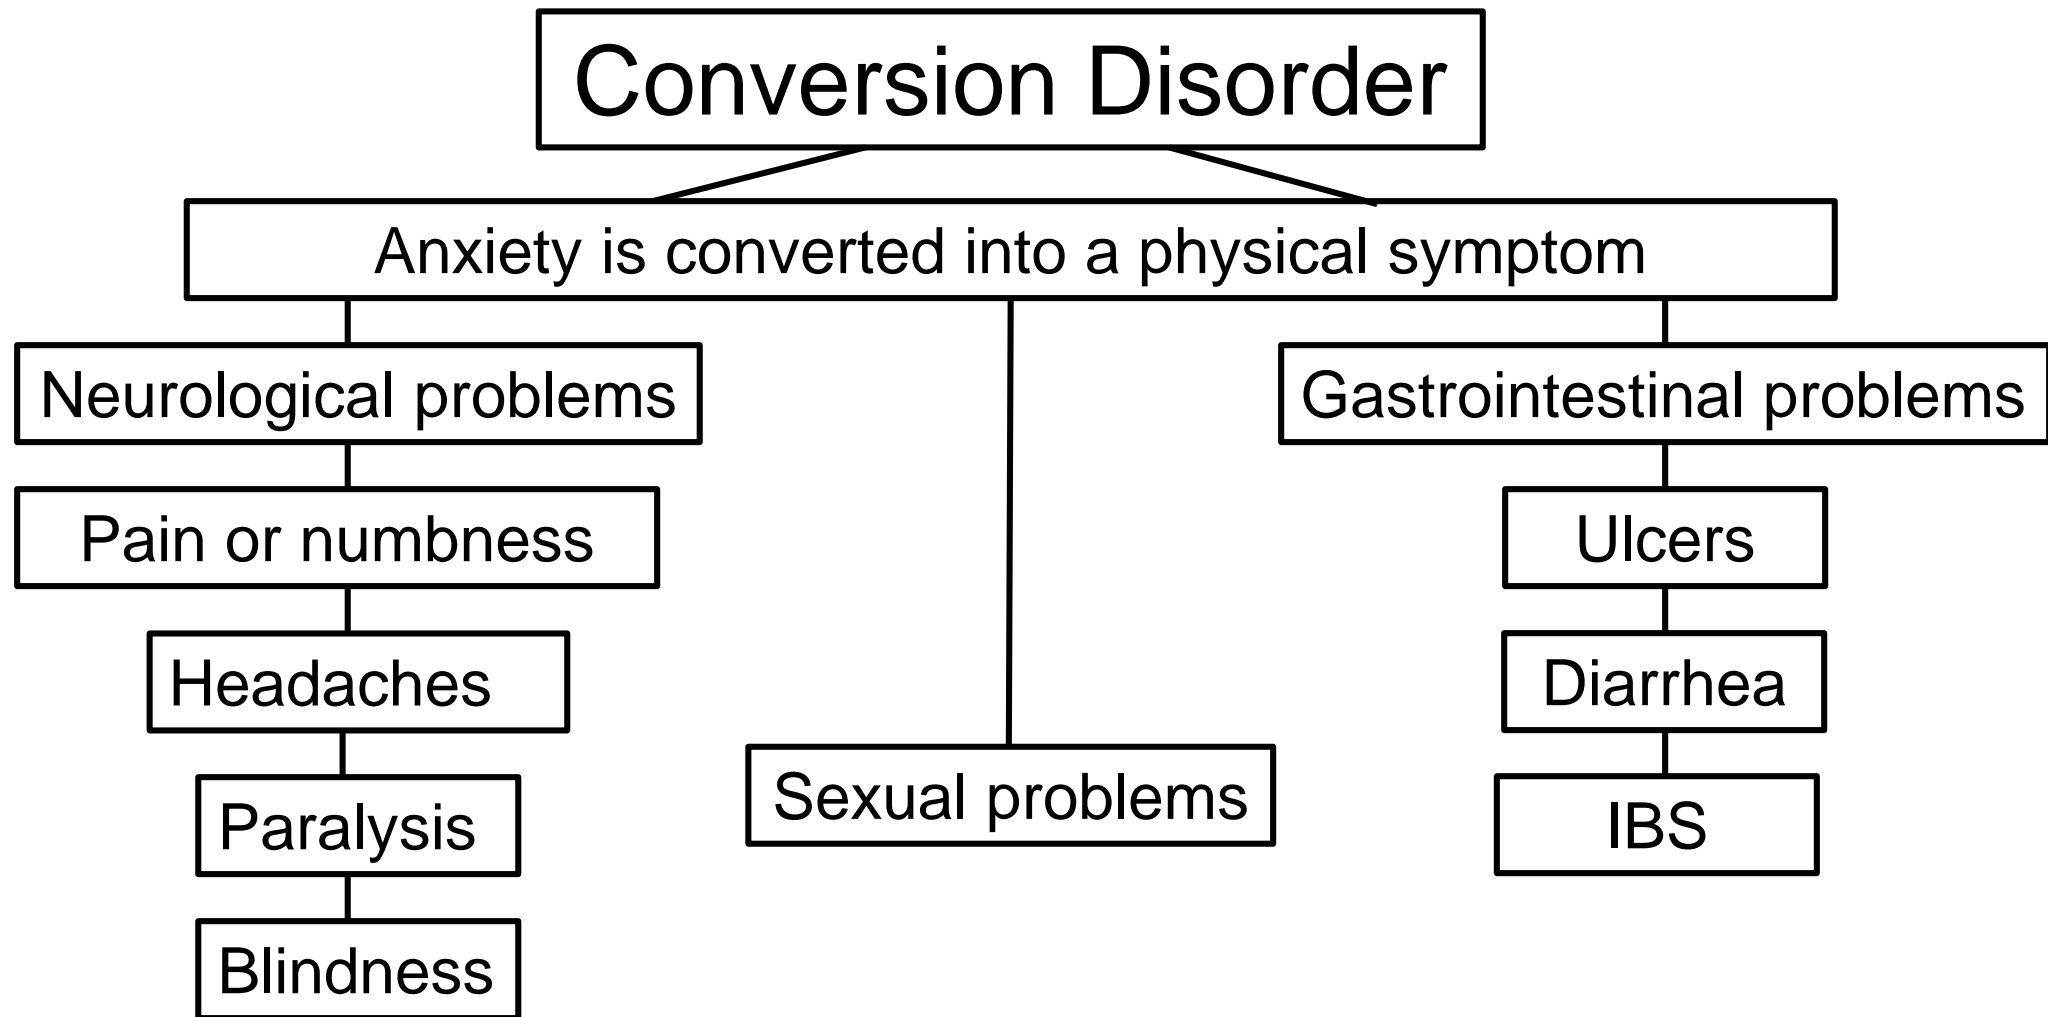 Conversion Disorder
Anxiety is converted into a physical symptom
Neurological problems
Gastrointestinal problems
Pain or numbness
Ulcers
Headaches
Diarrhea
Paralysis
Sexual problems
IBS
Blindness